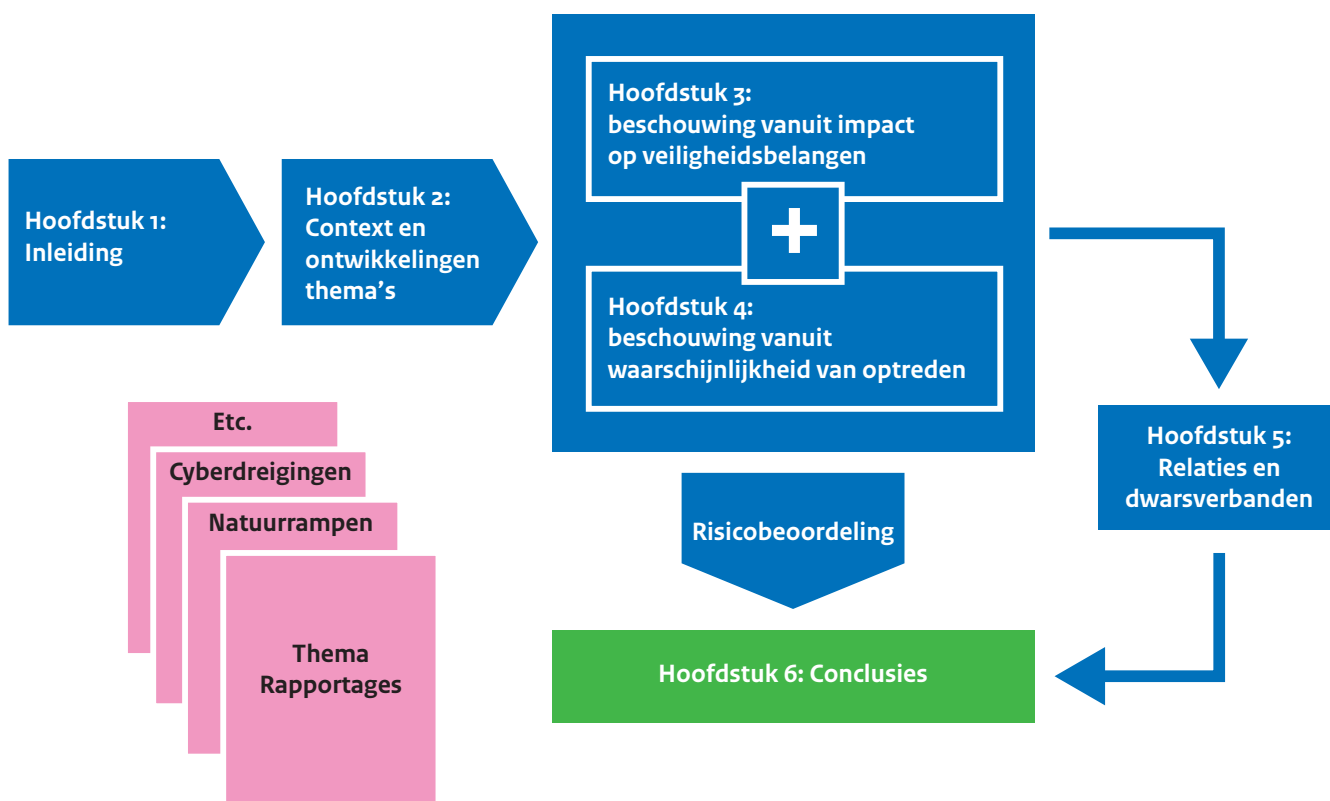 Hoofdstuk 1:
Inleiding
Hoofdstuk 2:
Context en
ontwikkelingen
thema's
Hoofdstuk 3:
beschouwing vanuit impact
op veiligheidsbelangen
+
Hoofdstuk 4:
beschouwing vanuit
waarschijnlijkheid van optreden
Hoofdstuk 5:
Relaties en
dwarsverbanden
Risicobeoordeling
Hoofdstuk 6: Conclusies
Etc.
Cyberdreigingen
Natuurrampen
Thema
Rapportages